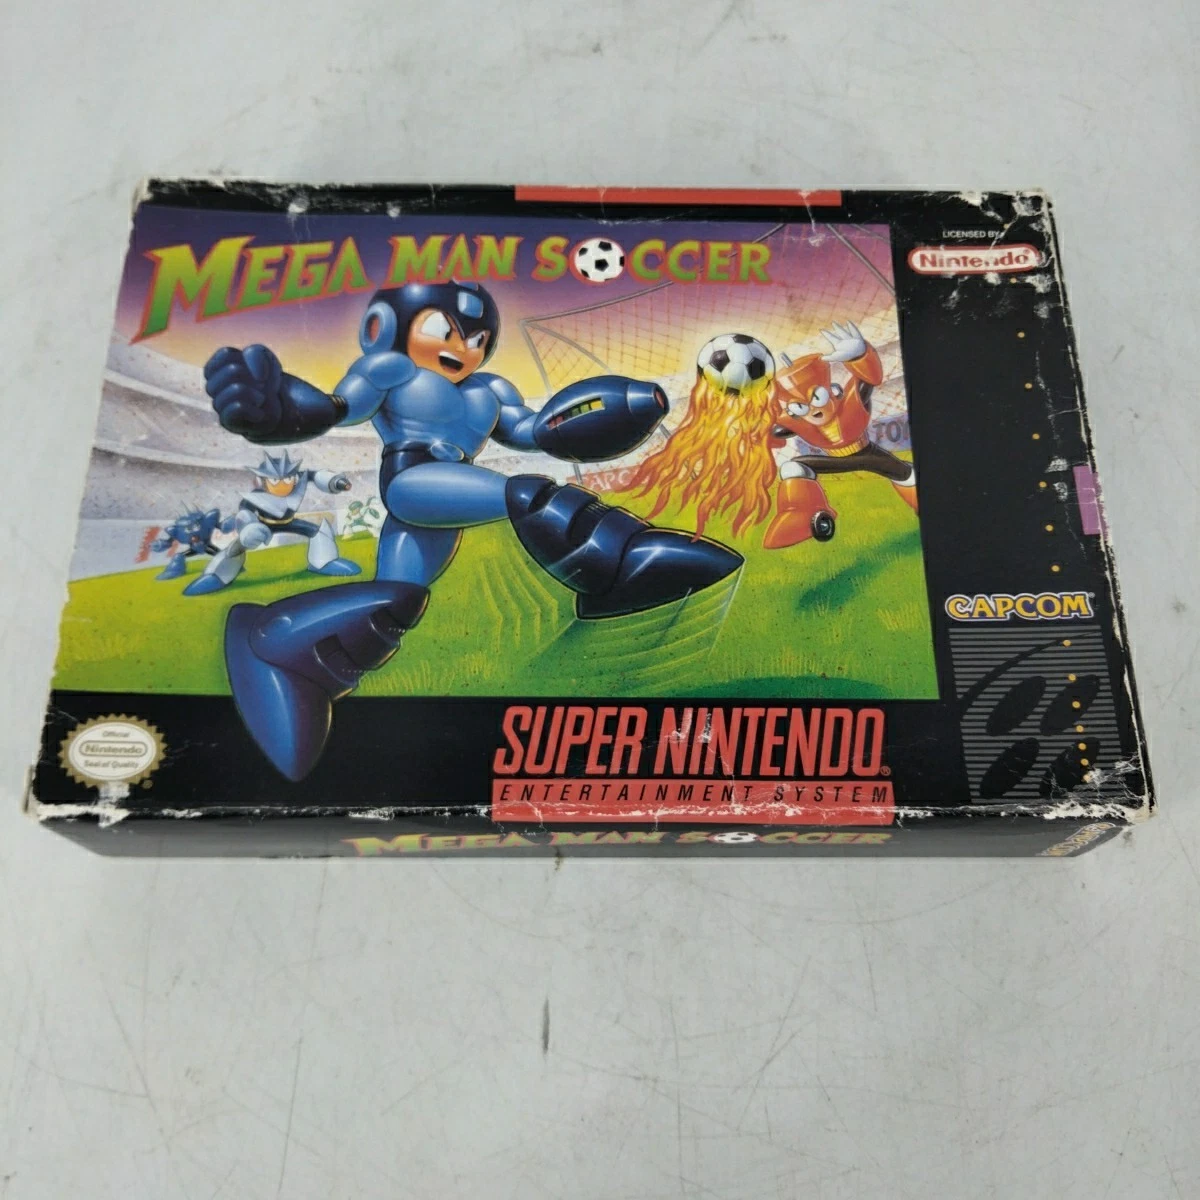 LICENSED BY
Nintendo
MEGA MAN SOCCER
CAPCOM
Official
Nintendo
Seal of Quality
SUPER NINTENDO®
ENTERTAINMENT SYSTEM
MEGA MAN SOCCER